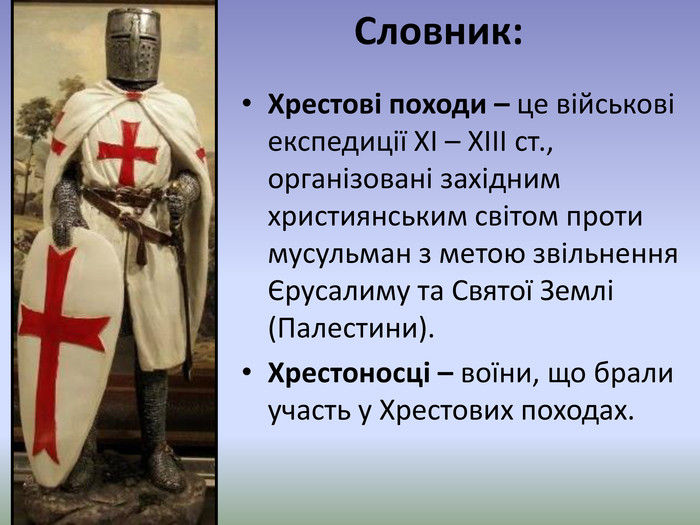 Словник:
• Хрестові походи – це військові
експедиції XI – XIII ст.,
організовані західним
християнським світом проти
мусульман з метою звільнення
Єрусалиму та Святої Землі
(Палестини).
• Хрестоносці – воїни, що брали
участь у Хрестових походах.